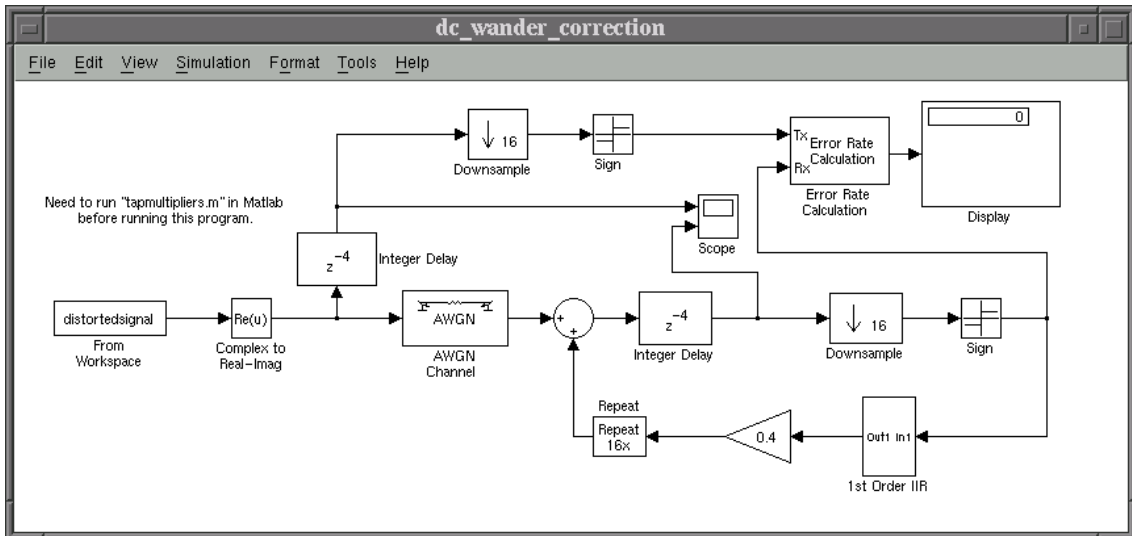 dc_wander_correction
File Edit View Simulation Format Tools Help
↓ 16
Downsample
Sign
Tx
Rx
Error Rate
Calculation
Error Rate
Calculation
0
Display
Need to run "tapmultipliers.m" in Matlab
before running this program.
Scope
z^-4
Integer Delay
distortedsignal
From
Workspace
Re(u)
Complex to
Real-Imag
AWGN
AWGN
Channel
+
+
z^-4
Integer Delay
↓ 16
Downsample
Sign
Repeat
Repeat
16x
0.4
Out1 In1
1st Order IIR